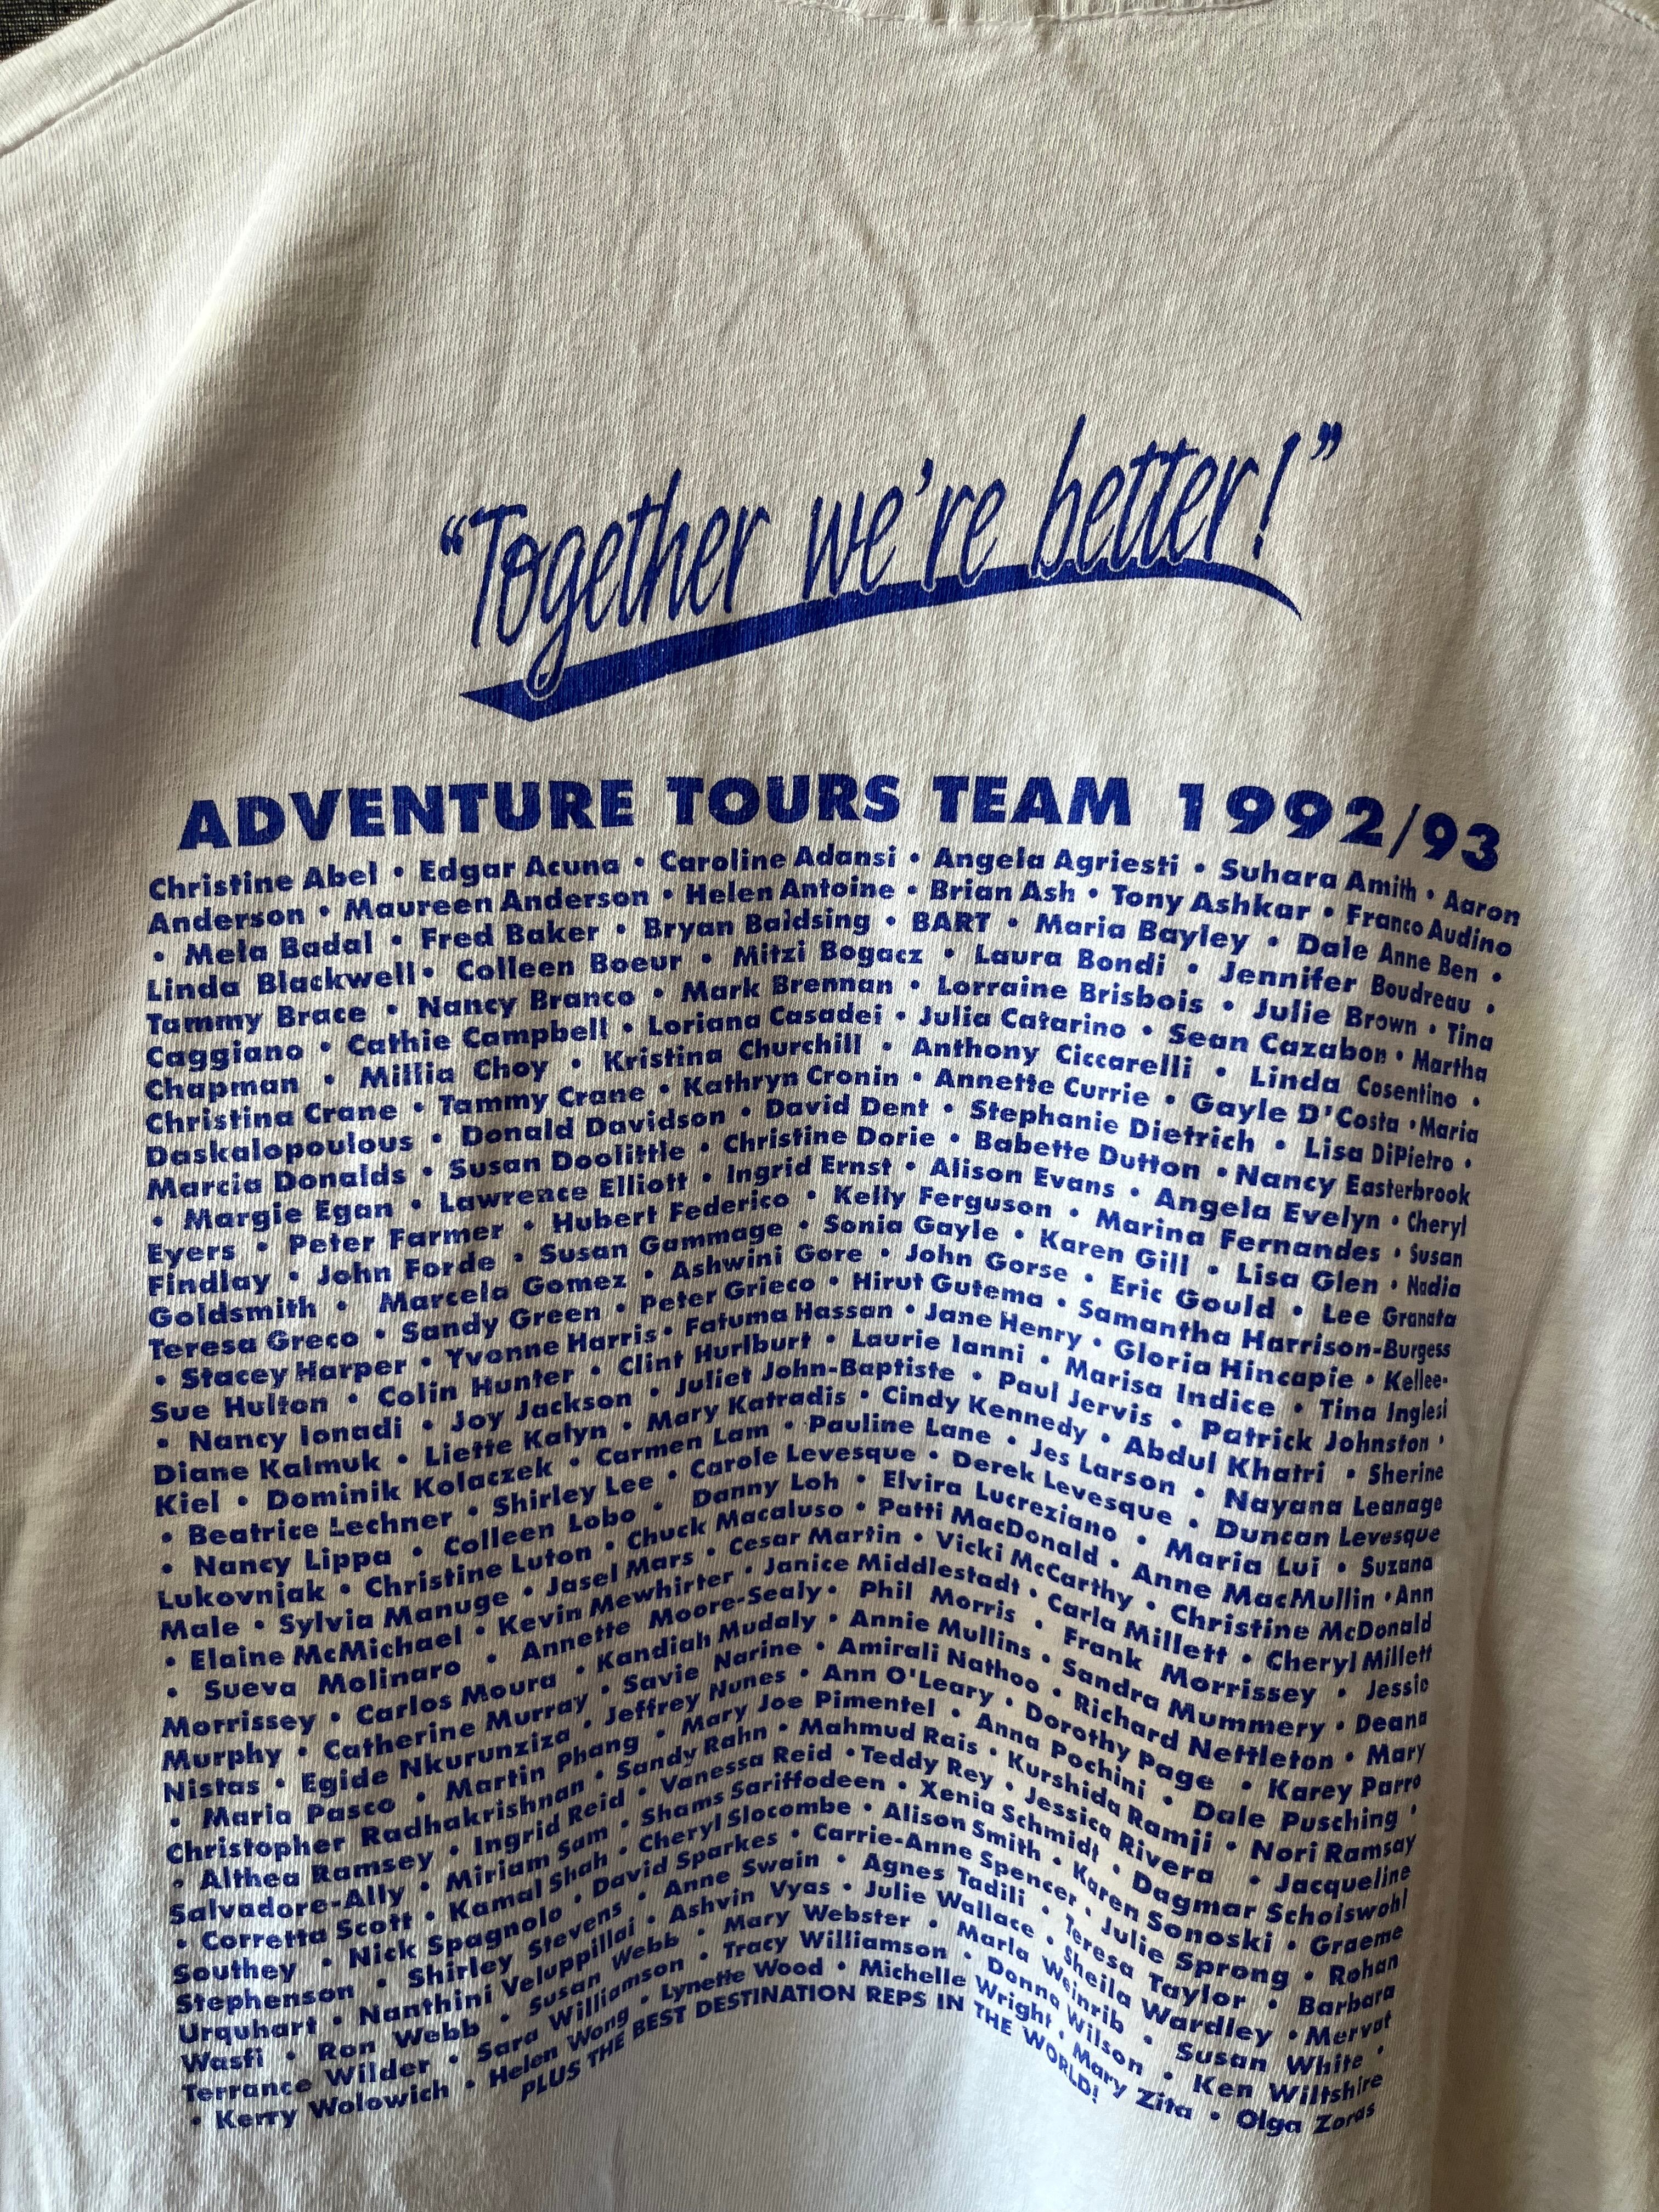 “Together we're better!”
ADVENTURE TOURS TEAM 1992/93
Christine Abel • Edgar Acuna • Caroline Adansi • Angela Agriesti • Suhara Amith • Aaron
Anderson • Maureen Anderson • Helen Antoine • Brian Ash • Tony Ashkar • Franco Audino
• Mela Badal • Fred Baker • Bryan Baldsing • BART • Maria Bayley • Dale Anne Ben •
Linda Blackwell • Colleen Boeur • Mitzi Bogacz • Laura Bondi • Jennifer Boudreau •
Tammy Brace • Nancy Branco • Mark Brennan • Lorraine Brisbois • Julie Brown • Tina
Caggiano • Cathie Campbell • Loriana Casadei • Julia Catarino • Sean Cazabon • Martha
Chapman • Millia Choy • Kristina Churchill • Anthony Ciccarelli • Linda Cosentino •
Christina Crane • Tammy Crane • Kathryn Cronin • Annette Currie • Gayle D'Costa • Maria
Daskalopoulous • Donald Davidson • David Dent • Stephanie Dietrich • Lisa DiPietro •
Marcia Donalds • Susan Doolittle • Christine Dorie • Babette Dutton • Nancy Easterbrook
• Margie Egan • Lawrence Elliott • Ingrid Ernst • Alison Evans • Angela Evelyn • Cheryl
Eyers • Peter Farmer • Hubert Federico • Kelly Ferguson • Marina Fernandes • Susan
Findlay • John Forde • Susan Gammage • Sonia Gayle • Karen Gill • Lisa Glen • Nadia
Goldsmith • Marcela Gomez • Ashwini Gore • John Gorse • Eric Gould • Lee Granata
Teresa Greco • Sandy Green • Peter Grieco • Hirut Gutema • Samantha Harrison-Burgess
• Stacey Harper • Yvonne Harris • Fatuma Hassan • Jane Henry • Gloria Hincapie • Kellee-
Sue Hulton • Colin Hunter • Clint Hurlburt • Laurie Ianni • Marisa Indice • Tina Inglesi
• Nancy Ionadi • Joy Jackson • Juliet John-Baptiste • Paul Jervis • Patrick Johnston •
Diane Kalmuk • Liette Kalyn • Mary Katradis • Cindy Kennedy • Abdul Khatri • Sherine
Kiel • Dominik Kolaczek • Carmen Lam • Pauline Lane • Jes Larson • Nayana Leanage
• Beatrice Lechner • Shirley Lee • Carole Levesque • Derek Levesque • Duncan Levesque
• Nancy Lippa • Colleen Lobo • Danny Loh • Elvira Lucreziano • Maria Lui • Suzana
Lukovnjak • Christine Luton • Chuck Macaluso • Patti MacDonald • Anne MacMullin • Ann
Male • Sylvia Manuge • Jasel Mars • Cesar Martin • Vicki McCarthy • Christine McDonald
• Elaine McMichael • Kevin Mewhirter • Janice Middlestadt • Carla Millett • Cheryl Millett
• Sueva Molinaro • Annette Moore-Sealy • Phil Morris • Frank Morrissey • Jessie
Morrissey • Carlos Moura • Kandiah Mudaly • Annie Mullins • Sandra Mummery • Deana
Murphy • Catherine Murray • Savie Narine • Amirali Nathoo • Richard Nettleton • Mary
Nistas • Egide Nkurunziza • Jeffrey Nunes • Ann O'Leary • Dorothy Page • Karey Parro
• Maria Pasco • Martin Phang • Mary Joe Pimentel • Anna Pochini • Dale Pusching •
Christopher Radhakrishnan • Sandy Rahn • Mahmud Rais • Kurshida Ramji • Nori Ramsay
• Althea Ramsey • Ingrid Reid • Vanessa Reid • Teddy Rey • Jessica Rivera • Jacqueline
Salvadore-Ally • Miriam Sam • Shams Sariffodeen • Xenia Schmidt • Dagmar Schoiswohl
• Corretta Scott • Kamal Shah • Cheryl Slocombe • Alison Smith • Karen Sonoski • Graeme
Southey • Nick Spagnolo • David Sparkes • Carrie-Anne Spencer • Julie Sprong • Rohan
Stephenson • Shirley Stevens • Anne Swain • Agnes Tadili • Teresa Taylor • Barbara
Urquhart • Nanthini Veluppillai • Ashvin Vyas • Julie Wallace • Sheila Wardley • Mervat
Wasfi • Ron Webb • Susan Webb • Mary Webster • Marla Weinrib • Susan White •
Terrance Wilder • Sara Williamson • Tracy Williamson • Donna Wilson • Ken Wiltshire
• Kerry Wolowich • Helen Wong • Lynette Wood • Michelle Wright • Mary Zita • Olga Zoras
PLUS THE BEST DESTINATION REPS IN THE WORLD!